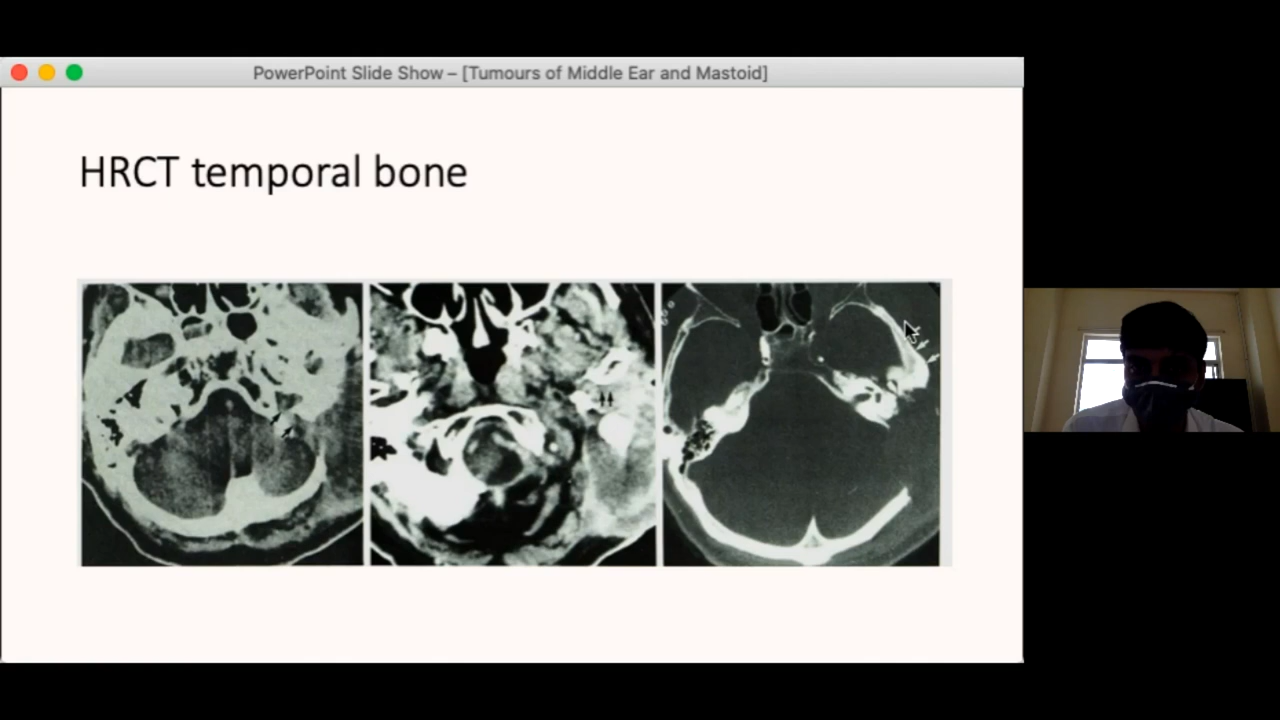 PowerPoint Slide Show – [Tumours of Middle Ear and Mastoid]
HRCT temporal bone